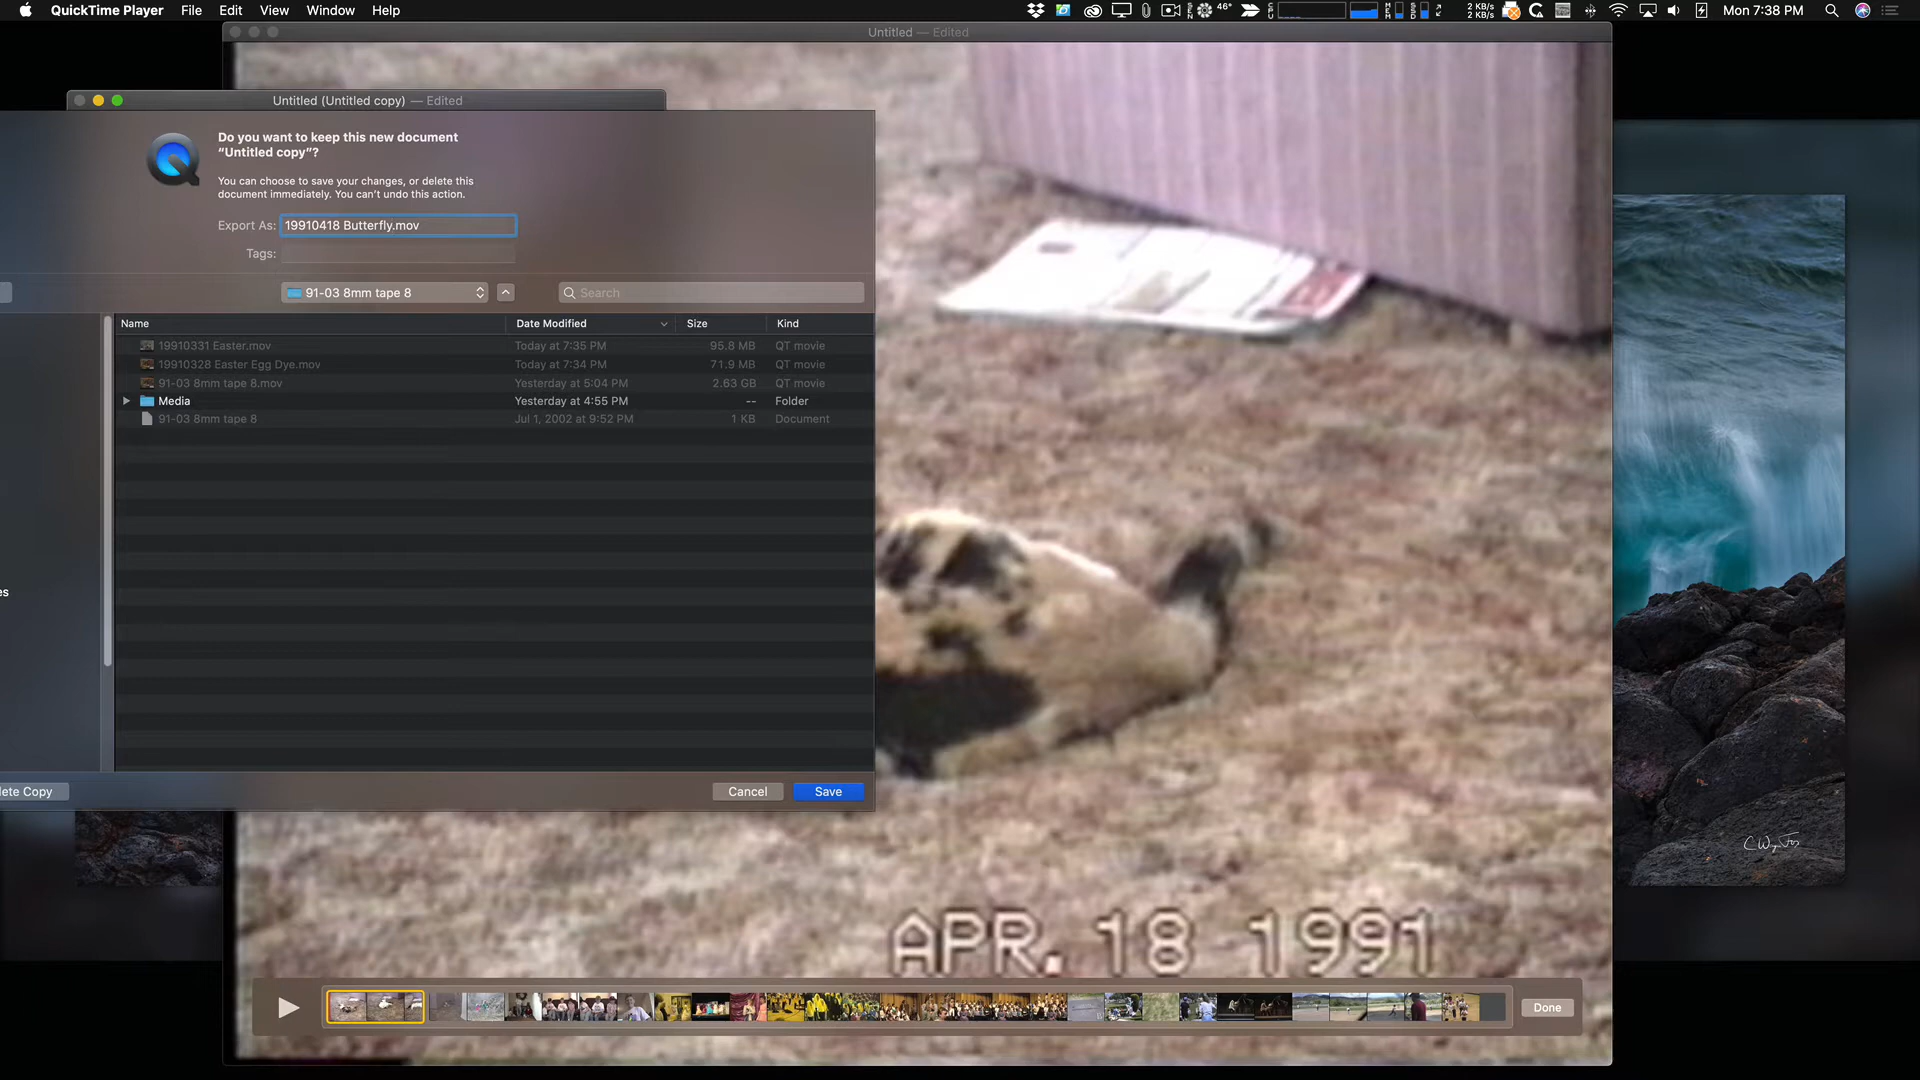 QuickTime Player File Edit View Window Help
46° 2 KB/s
2 KB/s
Mon 7:38 PM
Untitled — Edited
Untitled (Untitled copy) — Edited
Do you want to keep this new document
“Untitled copy”?
You can choose to save your changes, or delete this
document immediately. You can’t undo this action.
Export As: 19910418 Butterfly.mov
Tags:
91-03 8mm tape 8
Search
Name Date Modified Size Kind
19910331 Easter.mov Today at 7:35 PM 95.8 MB QT movie
19910328 Easter Egg Dye.mov Today at 7:34 PM 71.9 MB QT movie
91-03 8mm tape 8.mov Yesterday at 5:04 PM 2.63 GB QT movie
Media Yesterday at 4:55 PM -- Folder
91-03 8mm tape 8 Jul 1, 2002 at 9:52 PM 1 KB Document
es
lete Copy Cancel Save
APR. 18 1991
Done